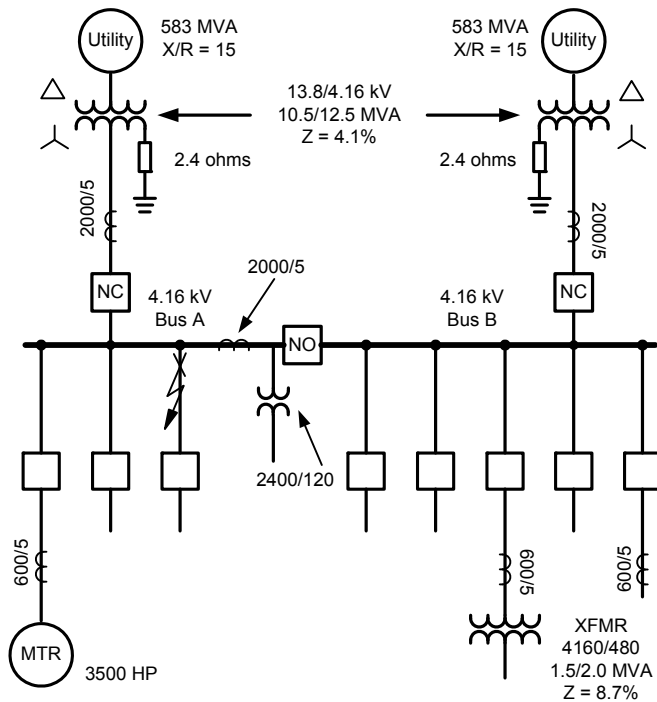 Utility
583 MVA
X/R = 15
583 MVA
X/R = 15
Utility
13.8/4.16 kV
10.5/12.5 MVA
Z = 4.1%
2.4 ohms
2.4 ohms
2000/5
2000/5
NC
NC
2000/5
4.16 kV
Bus A
4.16 kV
Bus B
NO
2400/120
600/5
600/5
600/5
MTR
3500 HP
XFMR
4160/480
1.5/2.0 MVA
Z = 8.7%